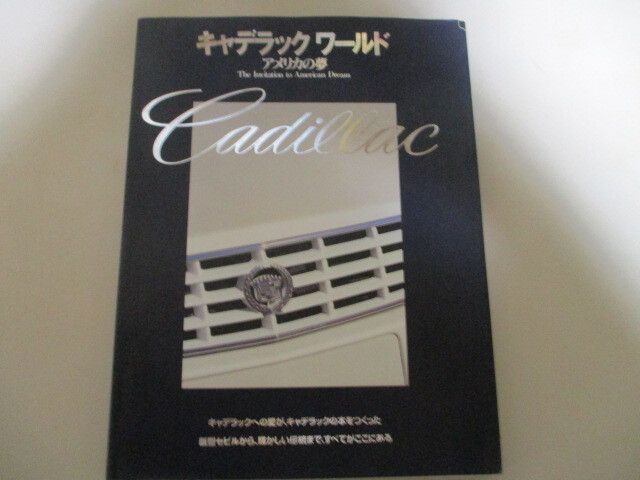 キャデラック ワールド
アメリカの夢
The Invitation to American Dream
Cadillac
キャデラックへの愛が、キャデラックの本をつくった
新型セビルから、輝かしい伝統まで、すべてがここにある